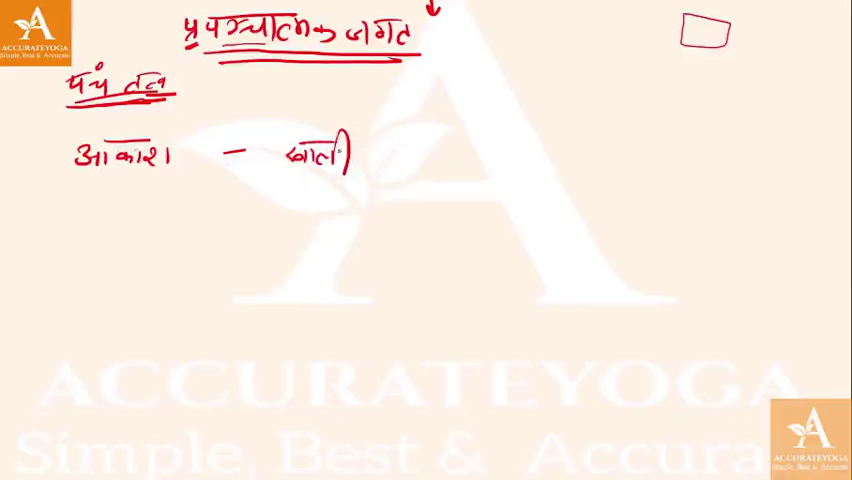 ACCURATEYOGA
Simple, Best & Accurate
प्रपञ्चात्मक जगत
पंच तत्व
आकाश - खाली
ACCURATEYOGA
Simple, Best & Accura
ACCURATEYOGA
Simple, Best & Accurate